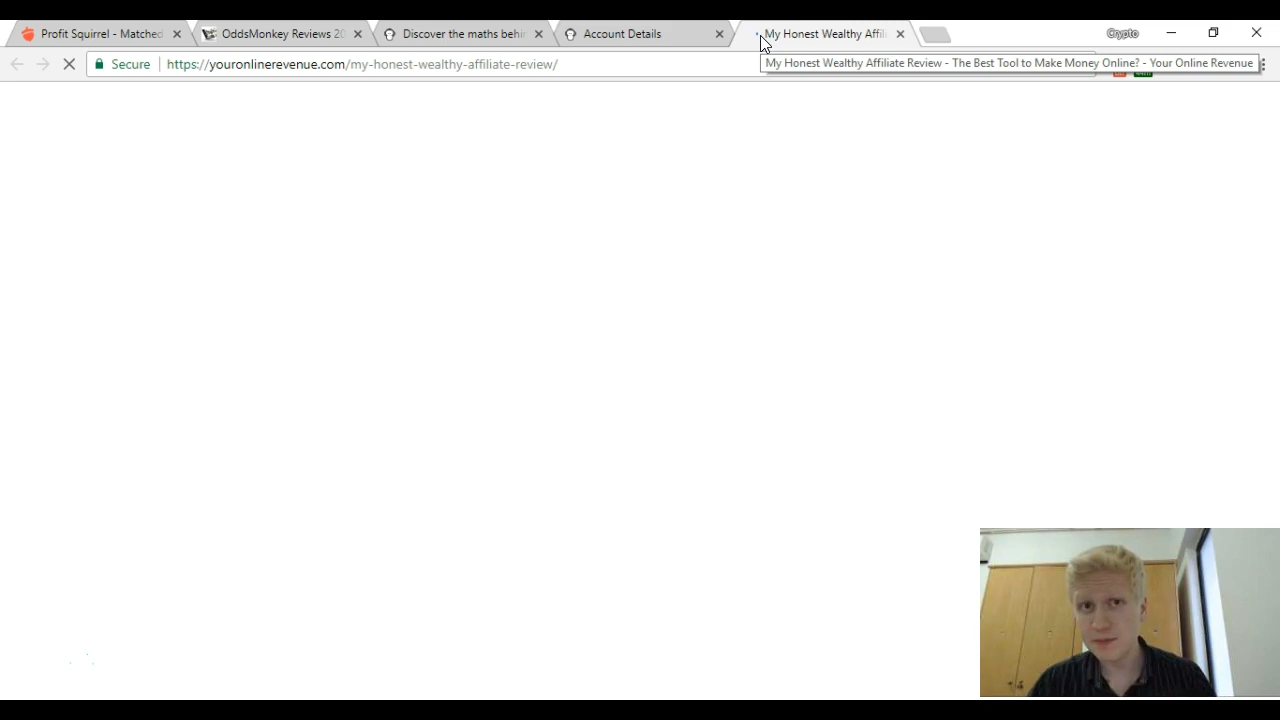 Profit Squirrel - Matched
OddsMonkey Reviews 20
Discover the maths behin
Account Details
My Honest Wealthy Affili
Crypto
Secure
https://youronlinerevenue.com/my-honest-wealthy-affiliate-review/
My Honest Wealthy Affiliate Review - The Best Tool to Make Money Online? - Your Online Revenue